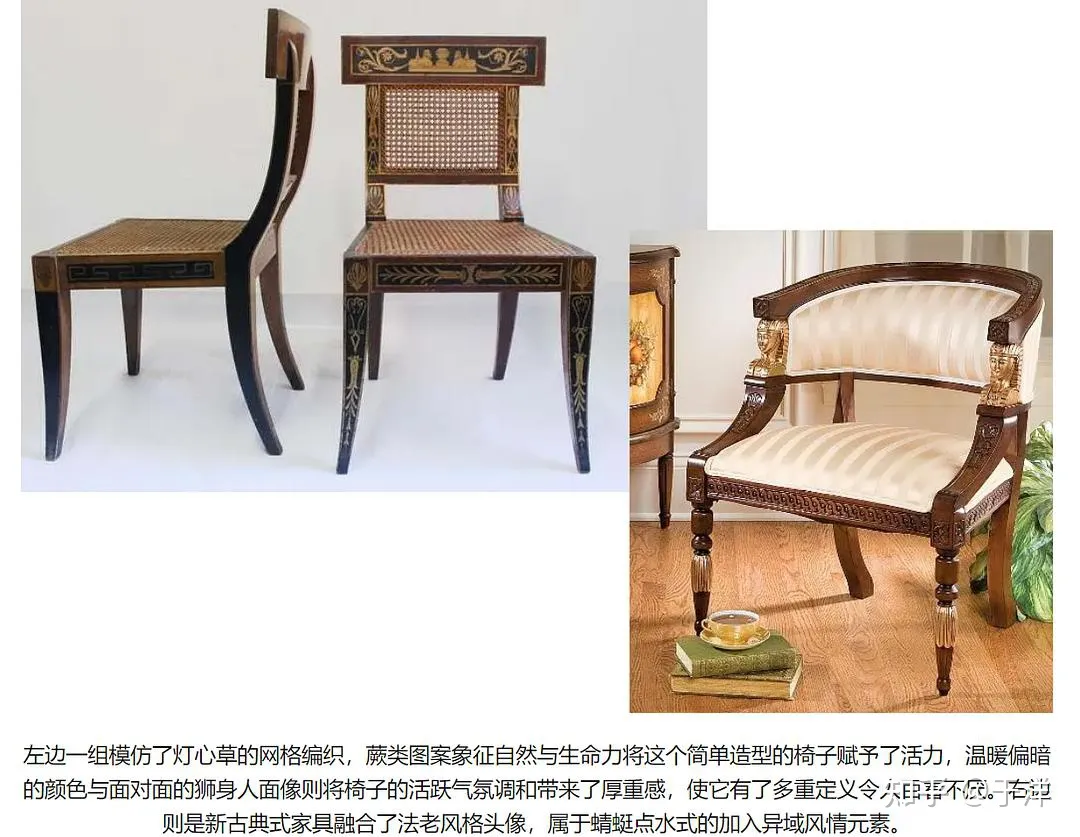 左边一组模仿了灯心草的网格编织，蕨类图案象征自然与生命力将这个简单造型的椅子赋予了活力，温暖偏暗
的颜色与面对面的狮身人面像则将椅子的活跃气氛调和带来了厚重感，使它有了多重定义令人
则是新古典式家具融合了法老风格头像，属于蜻蜓点水式的加入异域风情元素。
知乎 @于洋